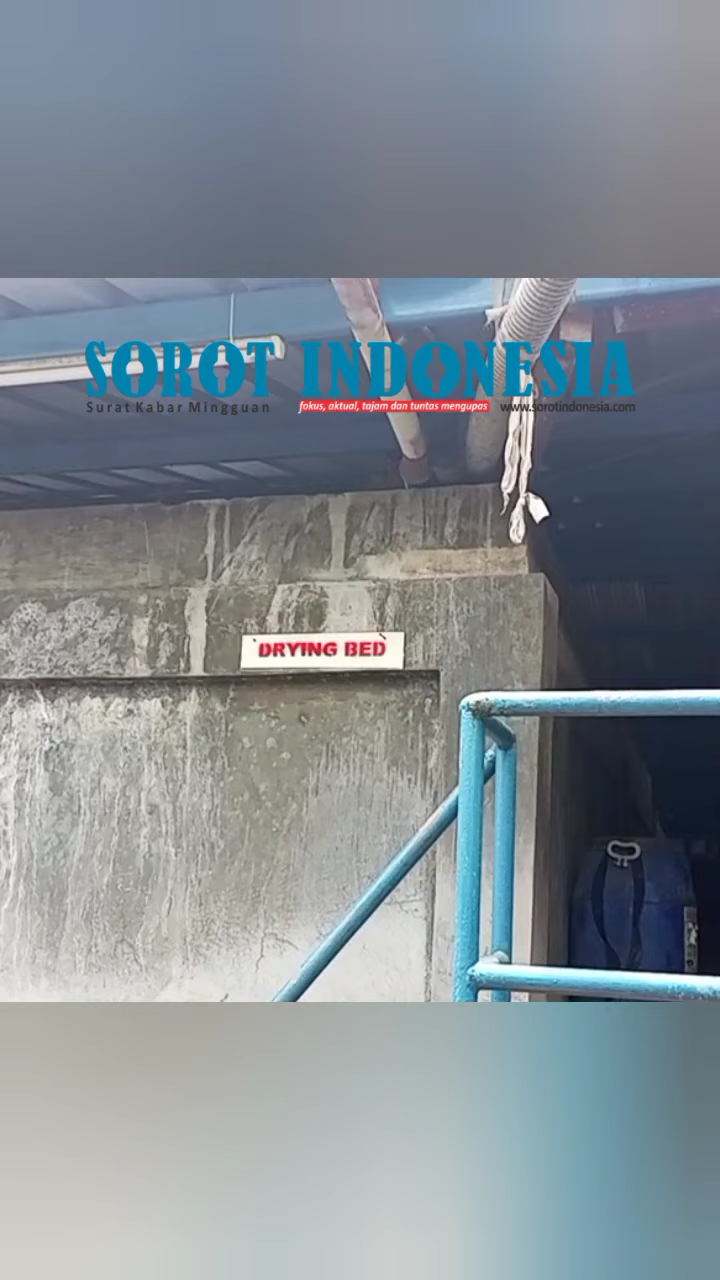 SOROT INDONESIA
Surat Kabar Mingguan fokus, aktual, tajam dan tuntas mengupas www.sorotindonesia.com
DRYING BED